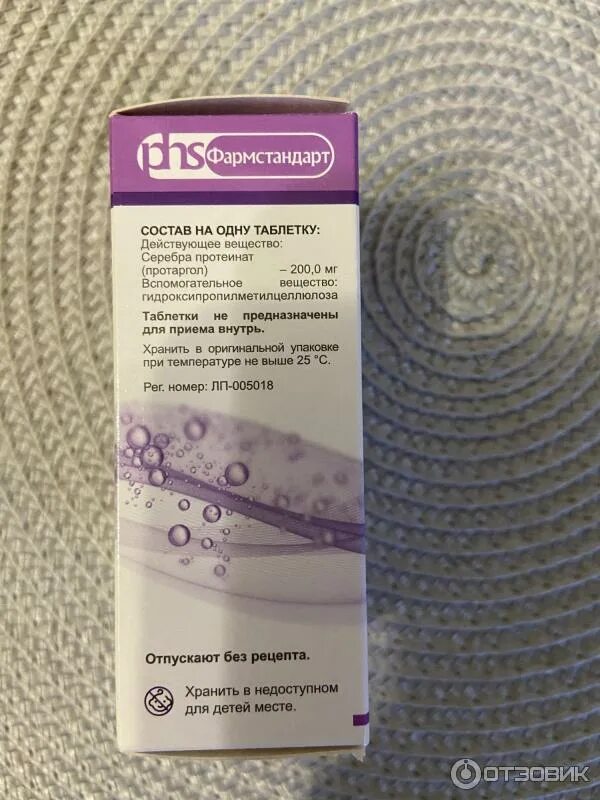 phs Фармстандарт
СОСТАВ НА ОДНУ ТАБЛЕТКУ:
Действующее вещество:
Серебра протеинат
(протаргол) – 200,0 мг
Вспомогательное вещество:
гидроксипропилметилцеллюлоза
Таблетки не предназначены
для приема внутрь.
Хранить в оригинальной упаковке
при температуре не выше 25 °С.
Рег. номер: ЛП-005018
Отпускают без рецепта.
Хранить в недоступном
для детей месте.
ОТЗОВИК